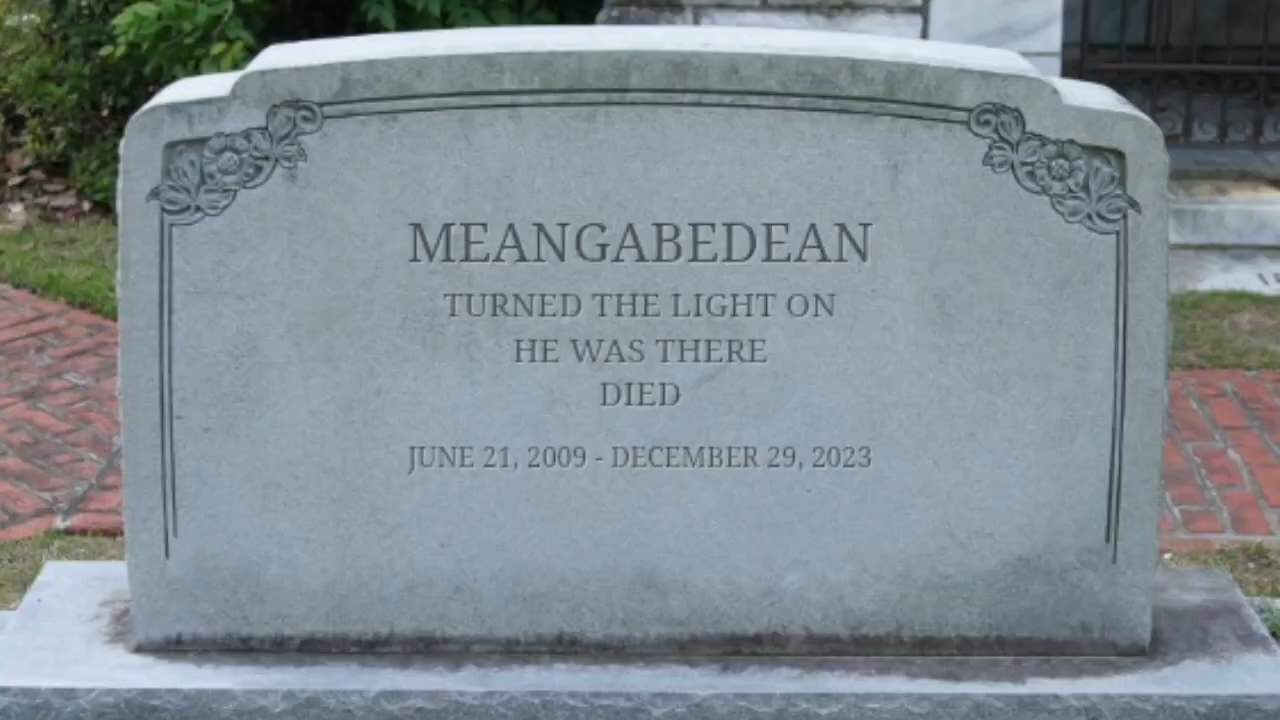 MEANGABEDEAN
TURNED THE LIGHT ON
HE WAS THERE
DIED
JUNE 21, 2009 - DECEMBER 29, 2023